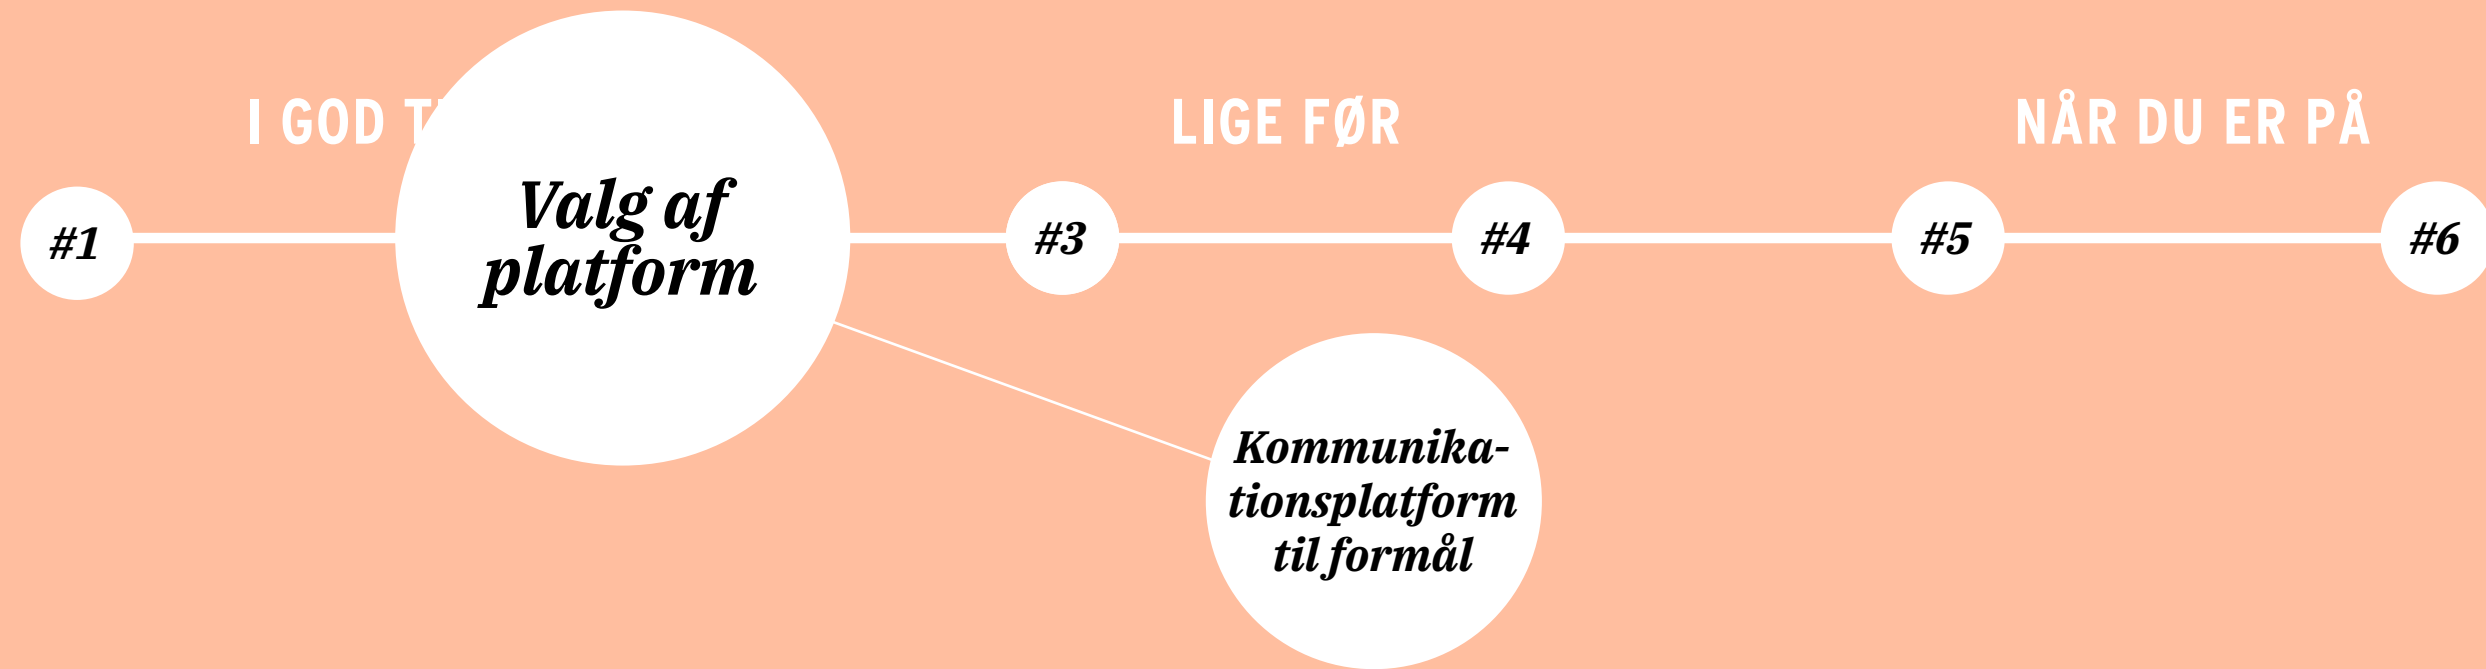 I GOD
LIGE FØR
NÅR DU ER PÅ
#1
Valg af
platform
#3
#4
#5
#6
Kommunika-
tionsplatform
til formål